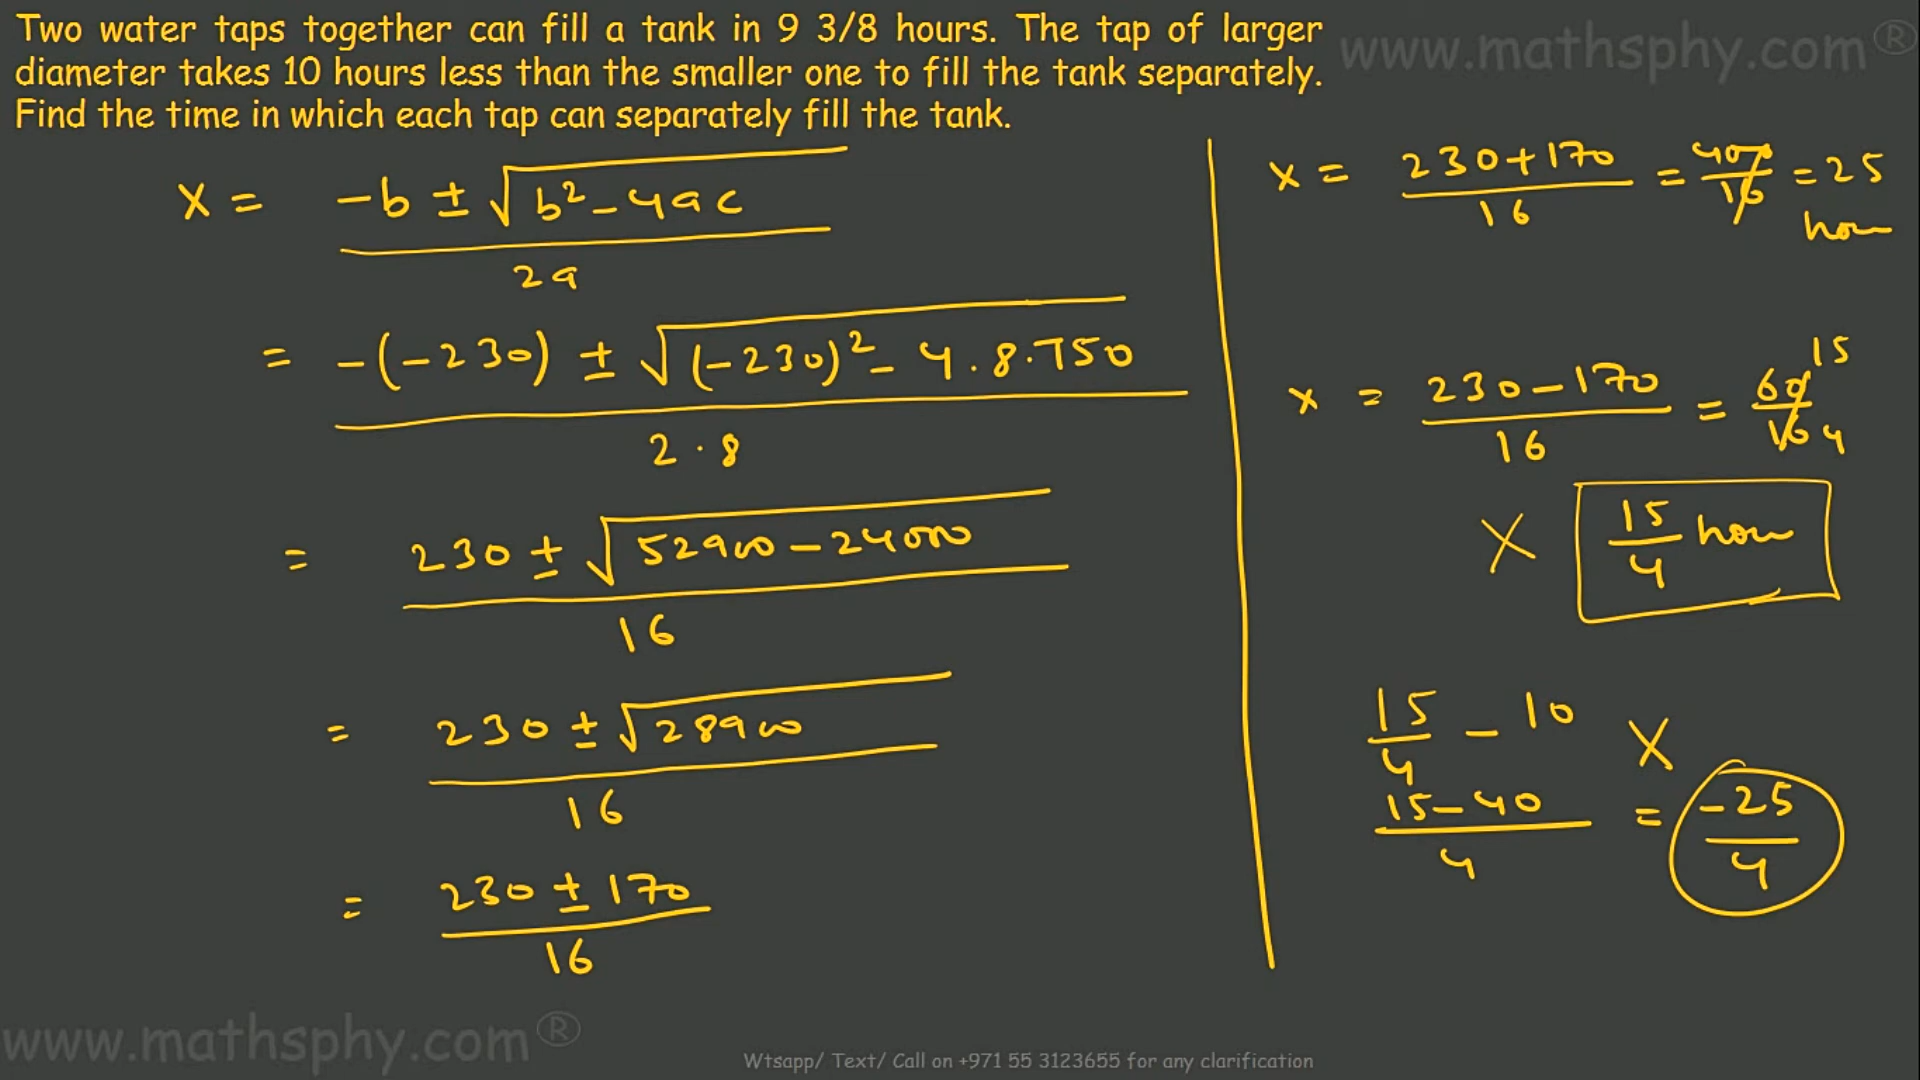 Two water taps together can fill a tank in 9 3/8 hours. The tap of larger
diameter takes 10 hours less than the smaller one to fill the tank separately.
Find the time in which each tap can separately fill the tank.
www.mathsphy.com®
x = (-b ± √(b² - 4ac)) / 2a
= (-(-230) ± √((-230)² - 4.8.750)) / 2.8
= (230 ± √(52900 - 24000)) / 16
= (230 ± √28900) / 16
= (230 ± 170) / 16
x = (230+170)/16 = 400/16 = 25
hour
x = (230-170)/16 = 60/16 15/4
X 15/4 hour
15/4 - 10 X
(15-40)/4 = -25/4
www.mathsphy.com®
Wtsapp/ Text/ Call on +971 55 3123655 for any clarification